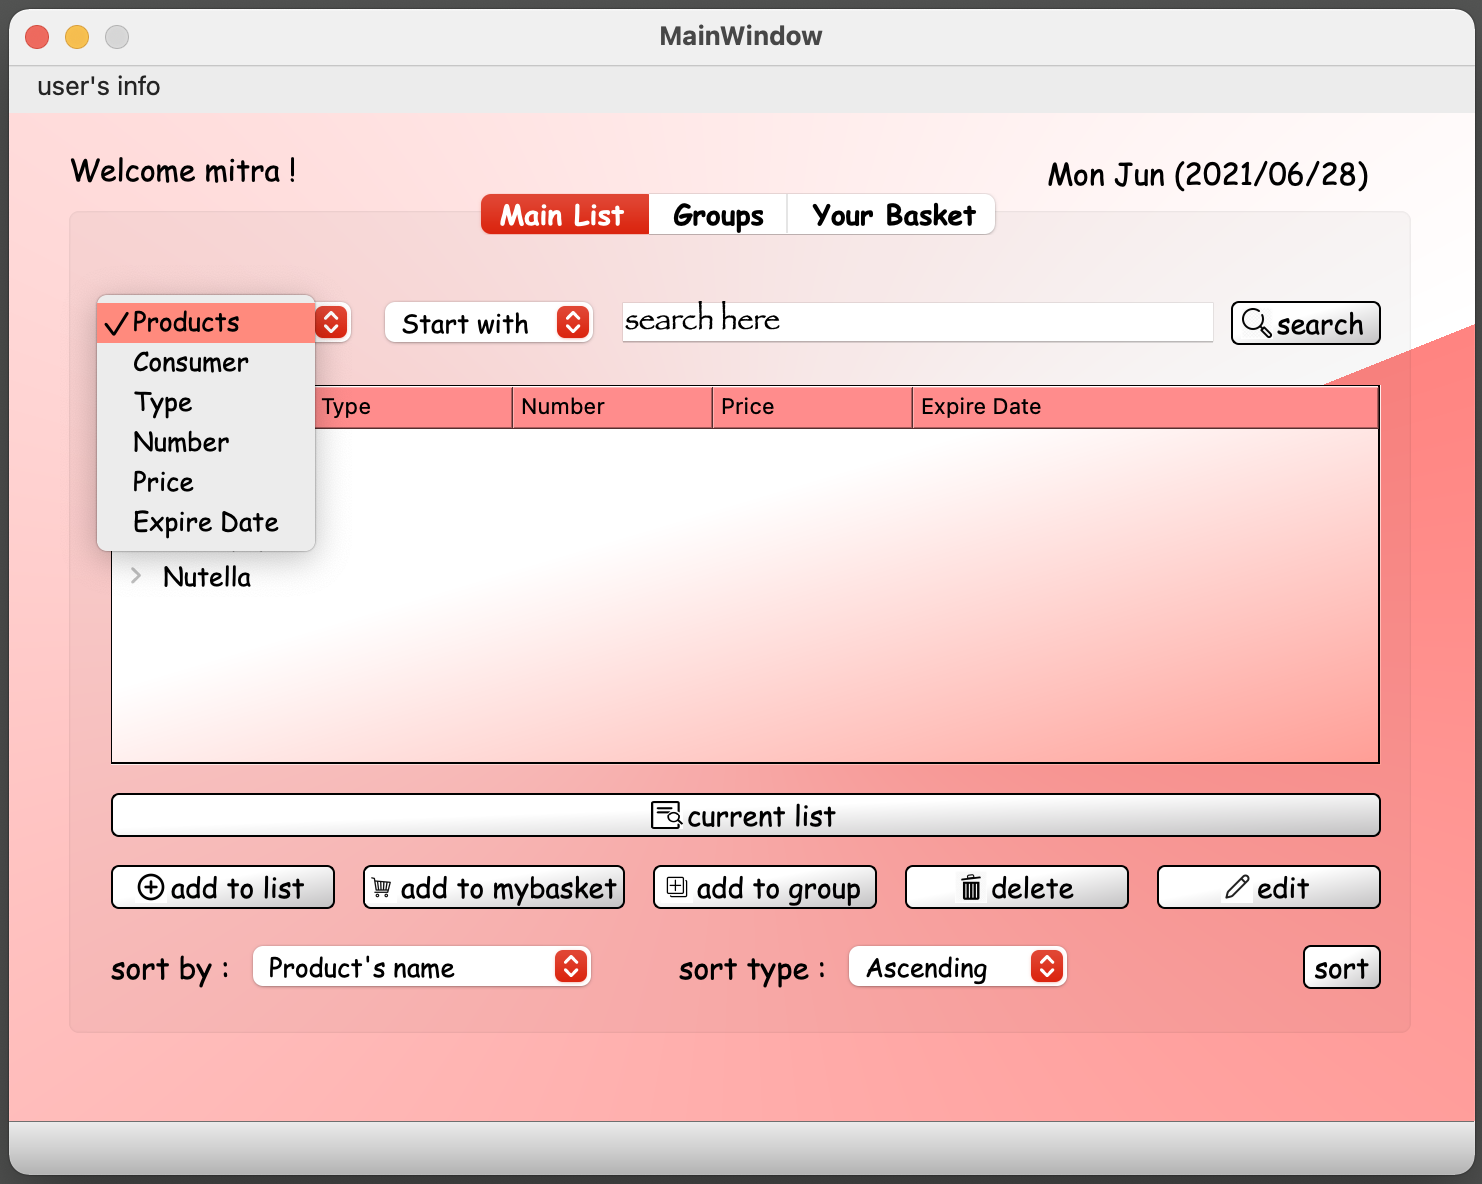 MainWindow
user's info
Welcome mitra !
Mon Jun (2021/06/28)
Main List Groups Your Basket
Products
Consumer
Type
Number
Price
Expire Date
Start with
search here
search
Type Number Price Expire Date
Nutella
current list
add to list add to mybasket add to group delete edit
sort by : Product's name sort type : Ascending sort